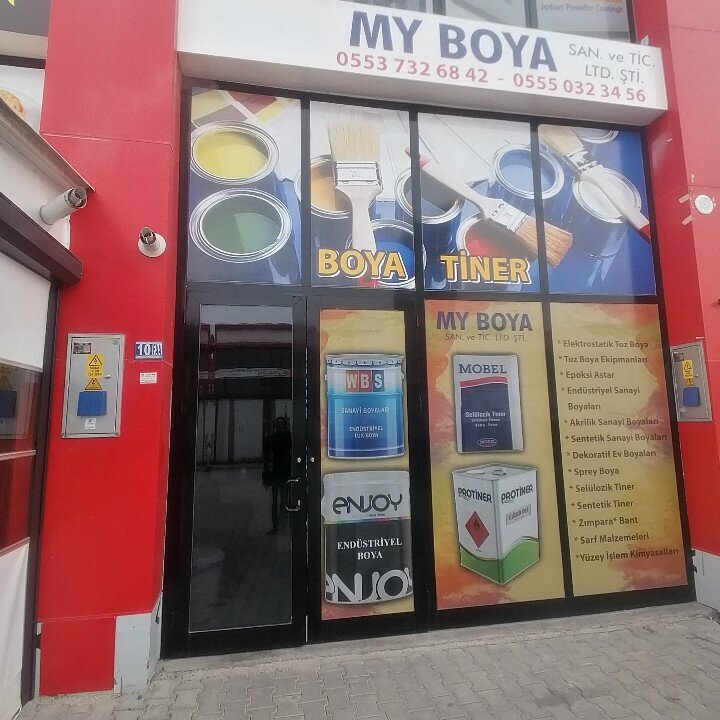 Jotun Powder Coatings
MY BOYA
SAN. ve TİC.
LTD. ŞTİ.
0553 732 68 42 - 0555 032 34 56
BOYA TİNER
MY BOYA
SAN. ve TİC. LTD. ŞTİ.
WBS
SANAYİ BOYALARI
ENDÜSTRİYEL
LUX BOYA
ENJOY
ENDÜSTRİYEL
BOYA
ENJOY
MOBEL
Selülozik Tiner
MOBEL
PROTİNER
PROTİNER
* Elektrostatik Toz Boya
* Toz Boya Ekipmanları
* Epoksi Astar
* Endüstriyel Sanayi
Boyaları
* Akrilik Sanayi Boyaları
* Sentetik Sanayi Boyaları
* Dekoratif Ev Boyaları
* Sprey Boya
* Selülozik Tiner
* Sentetik Tiner
* Zımpara* Bant
* Sarf Malzemeleri
*Yüzey İşlem Kimyasalları